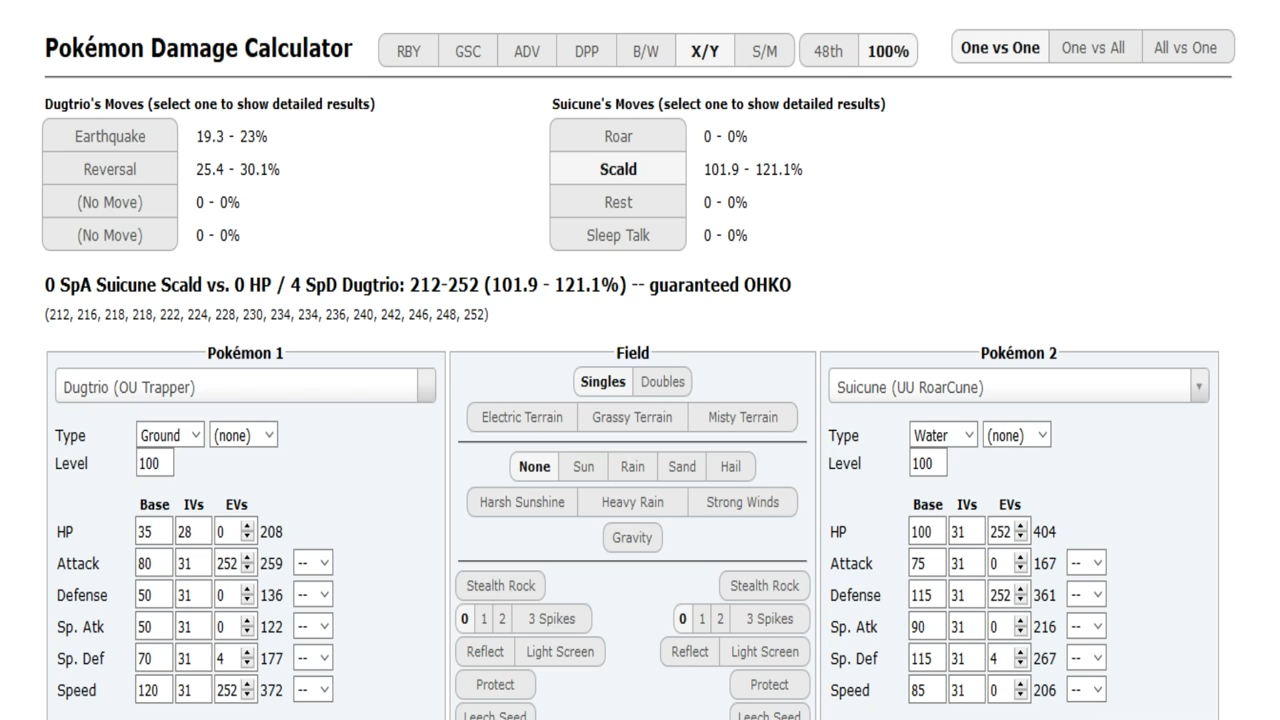 Pokémon Damage Calculator RBY GSC ADV DPP B/W X/Y S/M 48th 100% One vs One One vs All All vs One
Dugtrio's Moves (select one to show detailed results) Suicune's Moves (select one to show detailed results)
Earthquake 19.3 - 23% Roar 0 - 0%
Reversal 25.4 - 30.1% Scald 101.9 - 121.1%
(No Move) 0 - 0% Rest 0 - 0%
(No Move) 0 - 0% Sleep Talk 0 - 0%
0 SpA Suicune Scald vs. 0 HP / 4 SpD Dugtrio: 212-252 (101.9 - 121.1%) -- guaranteed OHKO
(212, 216, 218, 218, 222, 224, 228, 230, 234, 234, 236, 240, 242, 246, 248, 252)
Pokémon 1 Field Pokémon 2
Dugtrio (OU Trapper) Singles Doubles Suicune (UU RoarCune)
Electric Terrain Grassy Terrain Misty Terrain
Type Ground (none) Type Water (none)
Level 100 None Sun Rain Sand Hail Level 100
Base IVs EVs Harsh Sunshine Heavy Rain Strong Winds Base IVs EVs
HP 35 28 0 208 Gravity HP 100 31 252 404
Attack 80 31 252 259 -- Attack 75 31 0 167 --
Stealth Rock Stealth Rock
Defense 50 31 0 136 -- Defense 115 31 252 361 --
Sp. Atk 50 31 0 122 -- 0 1 2 3 Spikes 0 1 2 3 Spikes Sp. Atk 90 31 0 216 --
Sp. Def 70 31 4 177 -- Reflect Light Screen Reflect Light Screen Sp. Def 115 31 4 267 --
Speed 120 31 252 372 -- Protect Protect Speed 85 31 0 206 --
Leech Seed Leech Seed